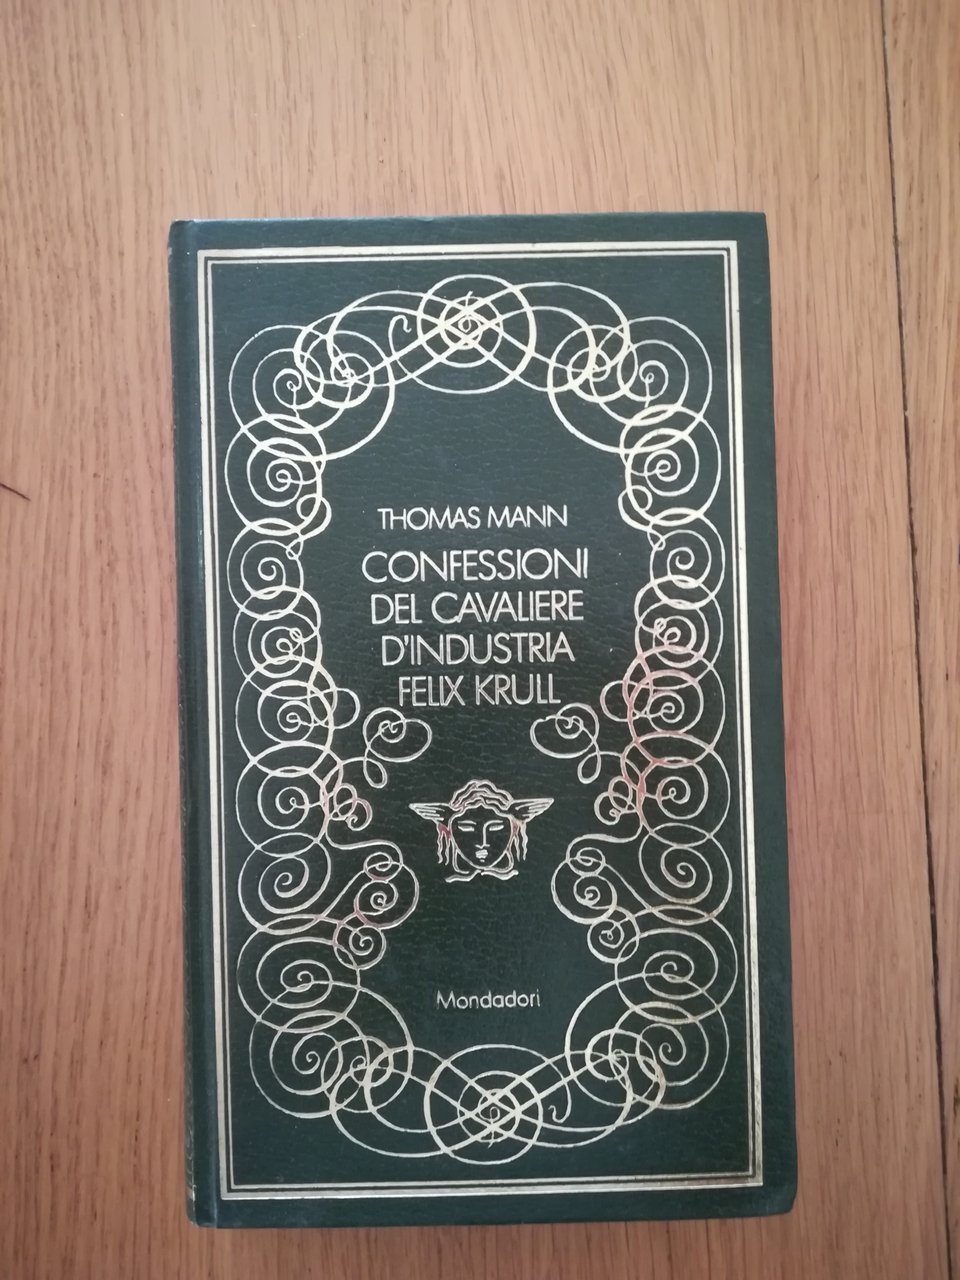 THOMAS MANN
CONFESSIONI
DEL CAVALIERE
D'INDUSTRIA
FELIX KRULL
Mondadori